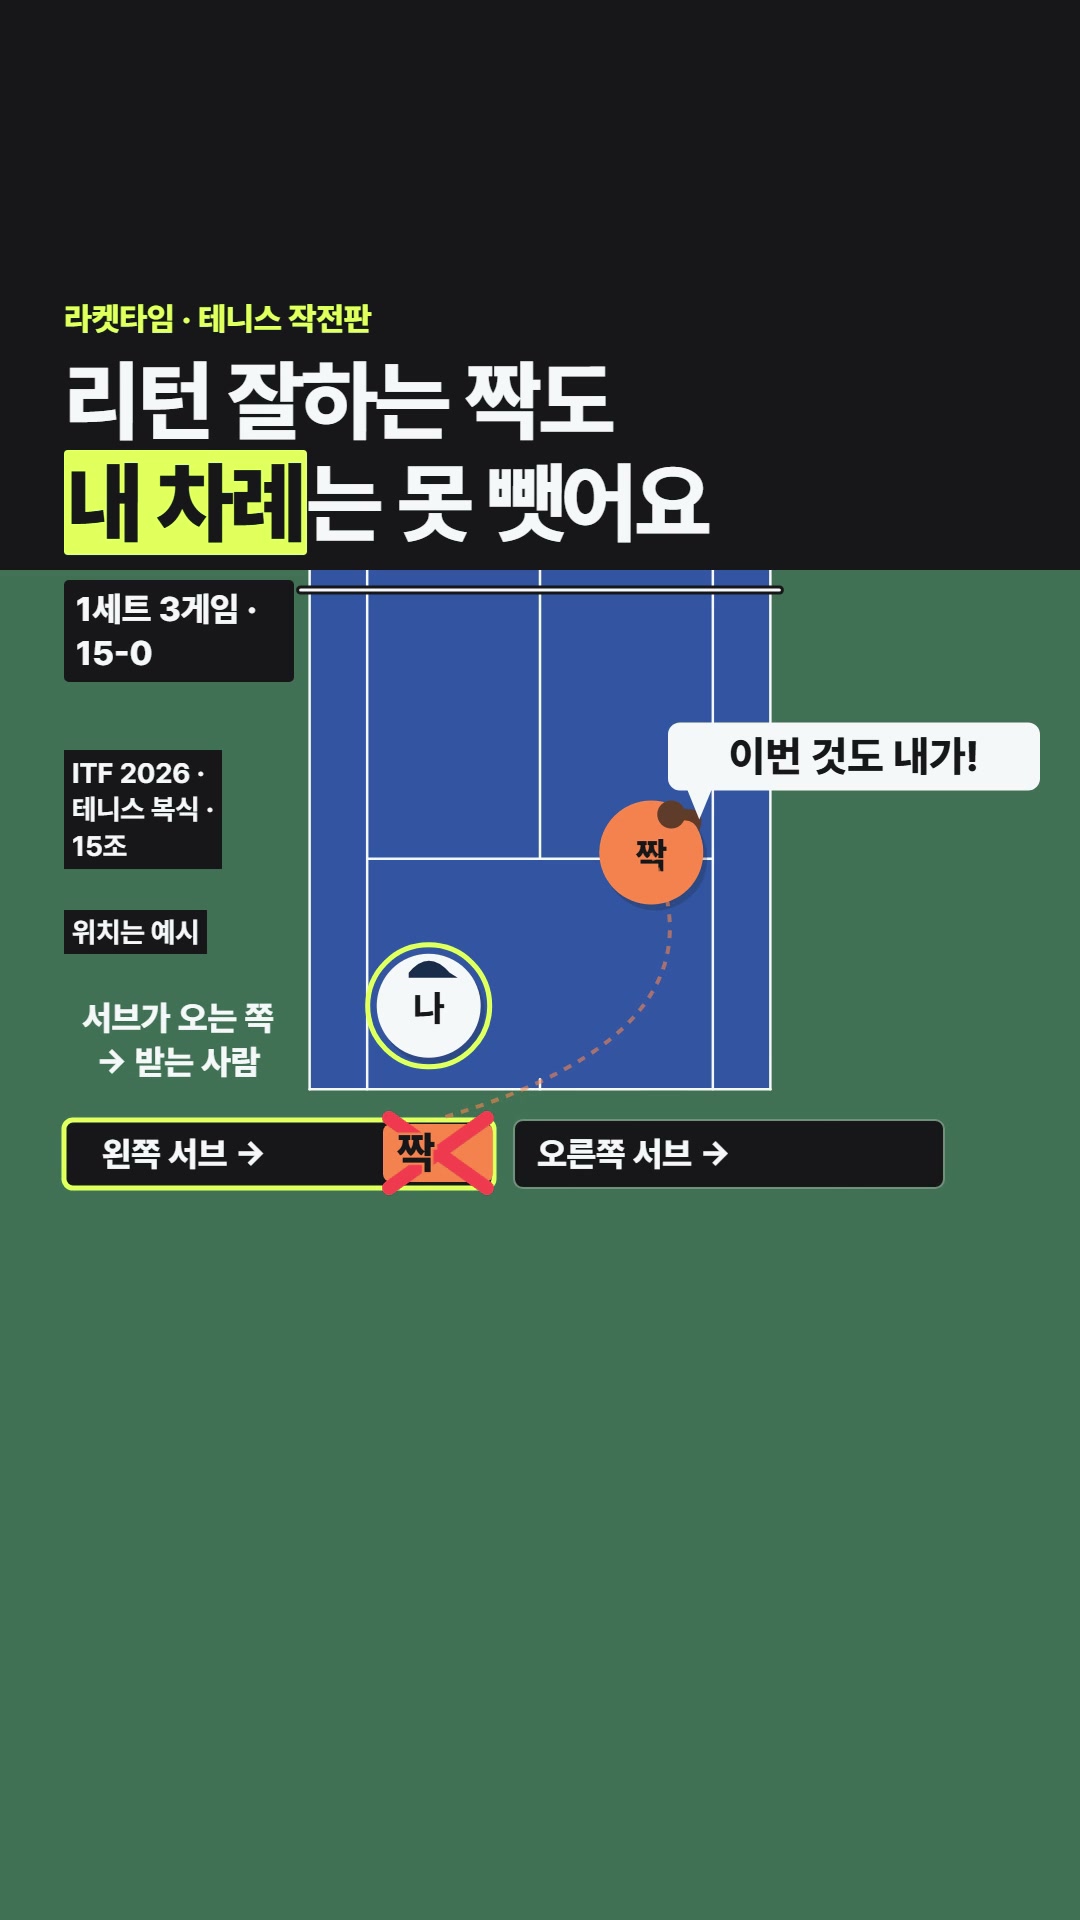 라켓타임 · 테니스 작전판
리턴 잘하는 짝도
내 차례는 못 뺏어요
1세트 3게임 ·
15-0
이번 것도 내가!
ITF 2026 ·
테니스 복식 ·
15조
짝
위치는 예시
나
서브가 오는 쪽
→ 받는 사람
왼쪽 서브 →
짝
오른쪽 서브 →